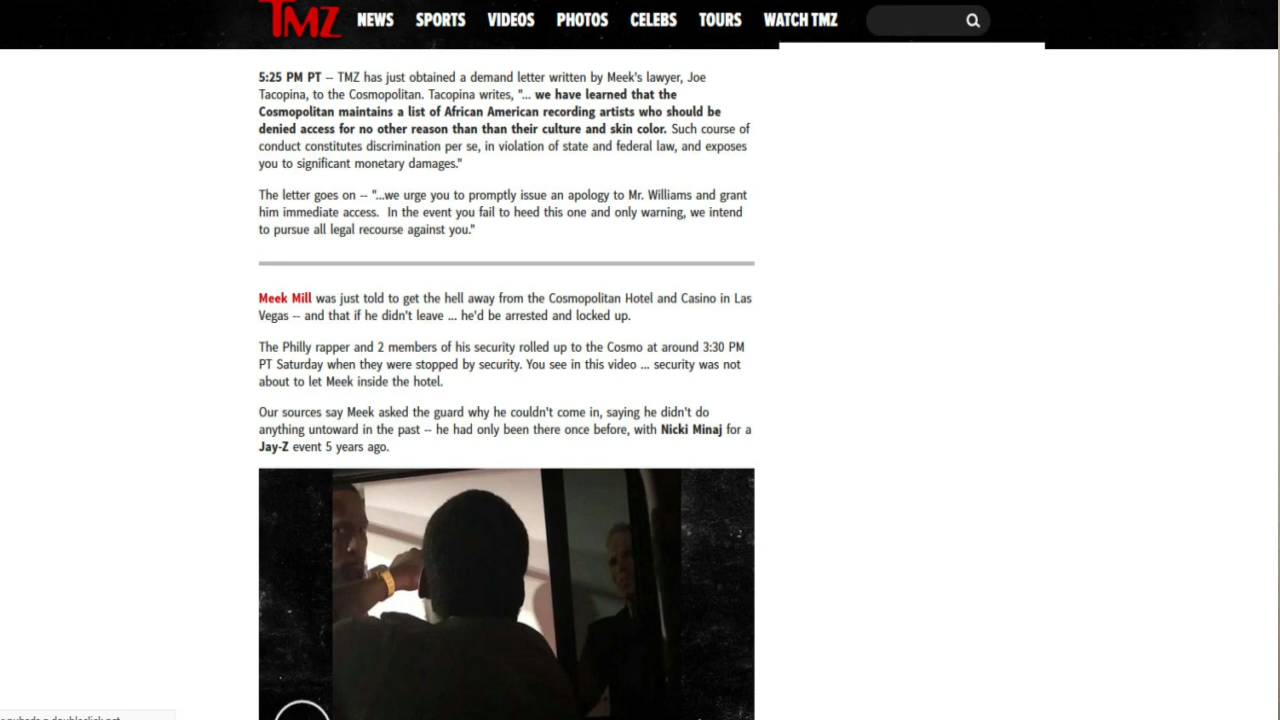 TMZ NEWS SPORTS VIDEOS PHOTOS CELEBS TOURS WATCH TMZ
5:25 PM PT -- TMZ has just obtained a demand letter written by Meek's lawyer, Joe
Tacopina, to the Cosmopolitan. Tacopina writes, "... we have learned that the
Cosmopolitan maintains a list of African American recording artists who should be
denied access for no other reason than than their culture and skin color. Such course of
conduct constitutes discrimination per se, in violation of state and federal law, and exposes
you to significant monetary damages."
The letter goes on -- "...we urge you to promptly issue an apology to Mr. Williams and grant
him immediate access. In the event you fail to heed this one and only warning, we intend
to pursue all legal recourse against you."
Meek Mill was just told to get the hell away from the Cosmopolitan Hotel and Casino in Las
Vegas -- and that if he didn't leave ... he'd be arrested and locked up.
The Philly rapper and 2 members of his security rolled up to the Cosmo at around 3:30 PM
PT Saturday when they were stopped by security. You see in this video ... security was not
about to let Meek inside the hotel.
Our sources say Meek asked the guard why he couldn't come in, saying he didn't do
anything untoward in the past -- he had only been there once before, with Nicki Minaj for a
Jay-Z event 5 years ago.